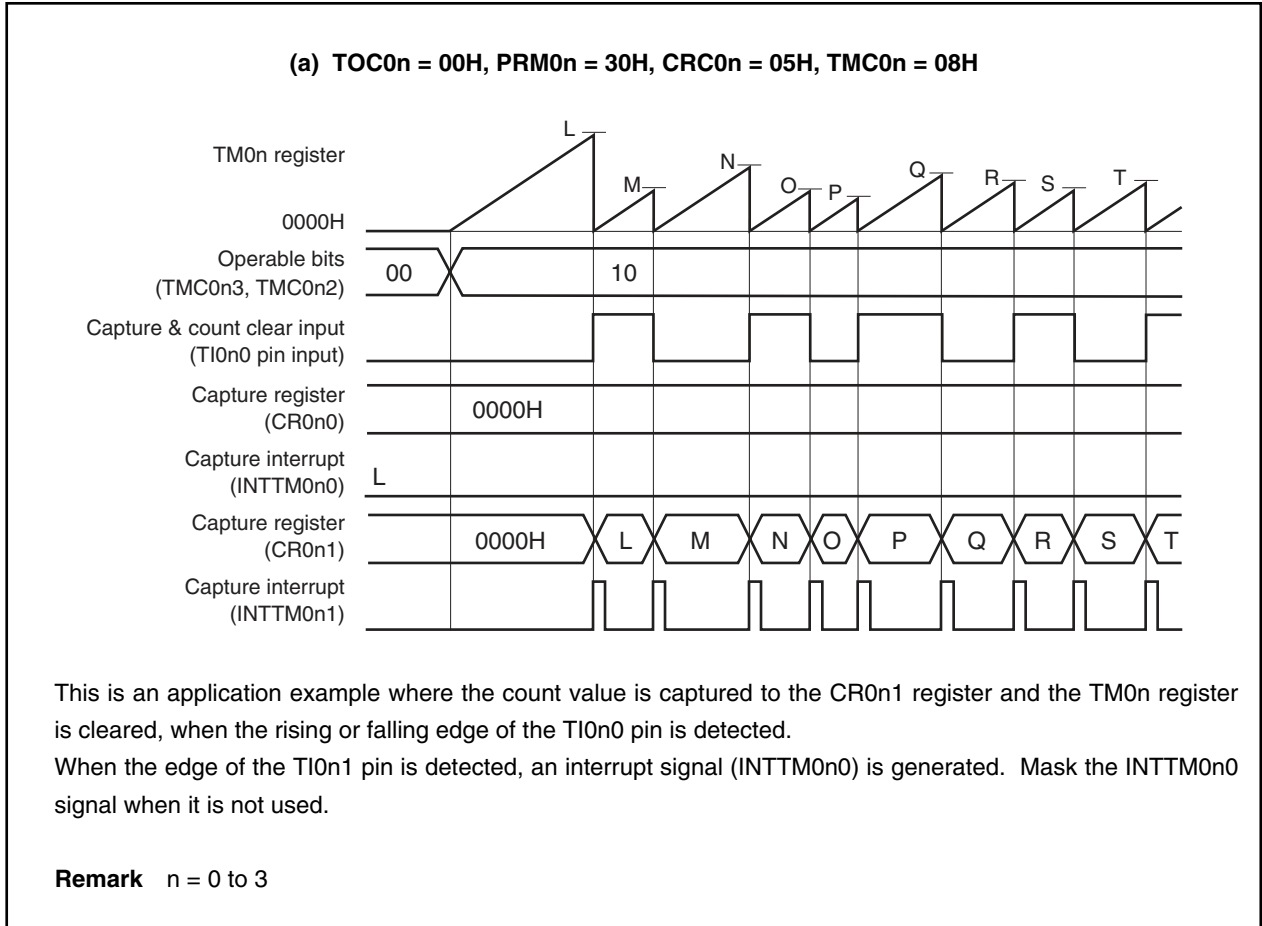 (a) TOC0n = 00H, PRM0n = 30H, CRC0n = 05H, TMC0n = 08H
L
M
N
O
P
Q
R
S
T
TM0n register
0000H
Operable bits
(TMC0n3, TMC0n2)
00
10
Capture & count clear input
(TI0n0 pin input)
Capture register
(CR0n0)
0000H
Capture interrupt
(INTTM0n0)
L
Capture register
(CR0n1)
0000H
L
M
N
O
P
Q
R
S
T
Capture interrupt
(INTTM0n1)
This is an application example where the count value is captured to the CR0n1 register and the TM0n register
is cleared, when the rising or falling edge of the TI0n0 pin is detected.
When the edge of the TI0n1 pin is detected, an interrupt signal (INTTM0n0) is generated. Mask the INTTM0n0
signal when it is not used.
Remark n = 0 to 3